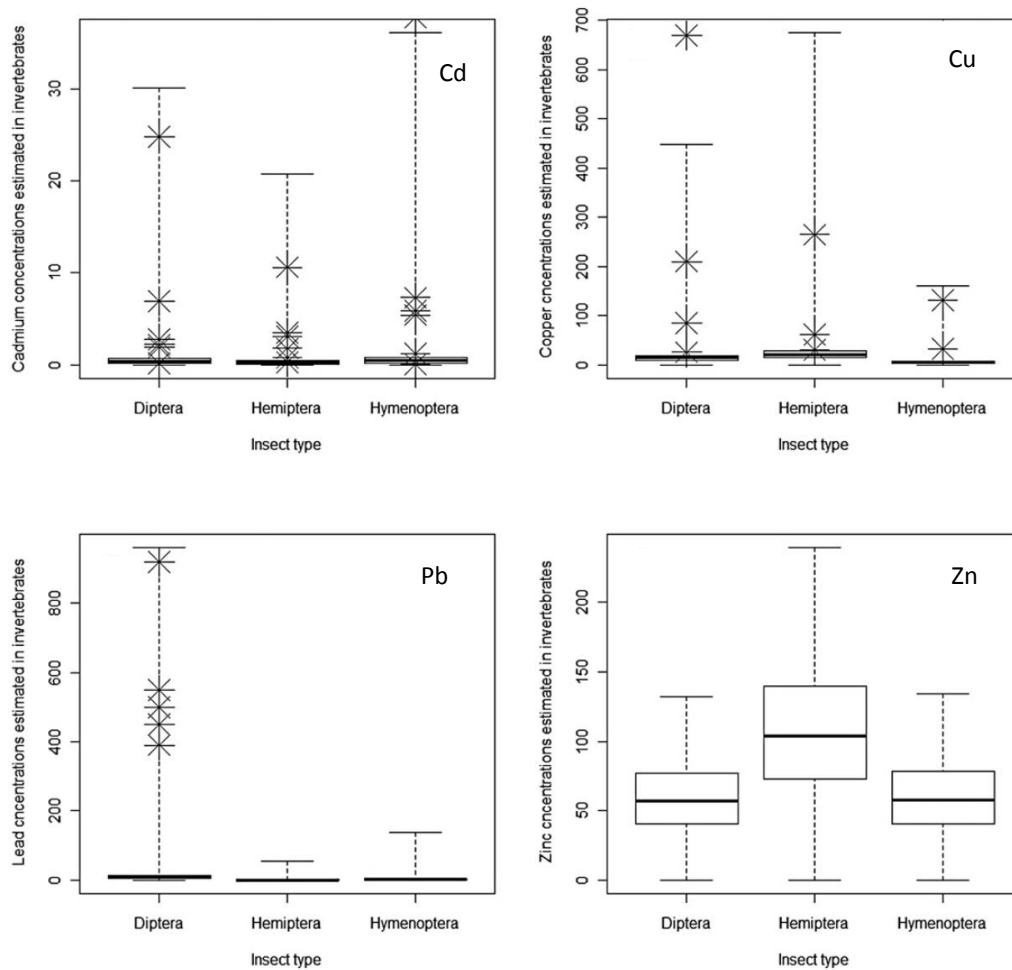 Cadmium concentrations estimated in invertebrates
30
20
10
0
Cd
Diptera
Hemiptera
Hymenoptera
Insect type
Copper cncentrations estimated in invertebrates
700
600
500
400
300
200
100
0
Cu
Diptera
Hemiptera
Hymenoptera
Insect type
Lead cncentrations estimated in invertebrates
800
600
400
200
0
Pb
Diptera
Hemiptera
Hymenoptera
Insect type
Zinc cncentrations estimated in invertebrates
200
150
100
50
0
Zn
Diptera
Hemiptera
Hymenoptera
Insect type